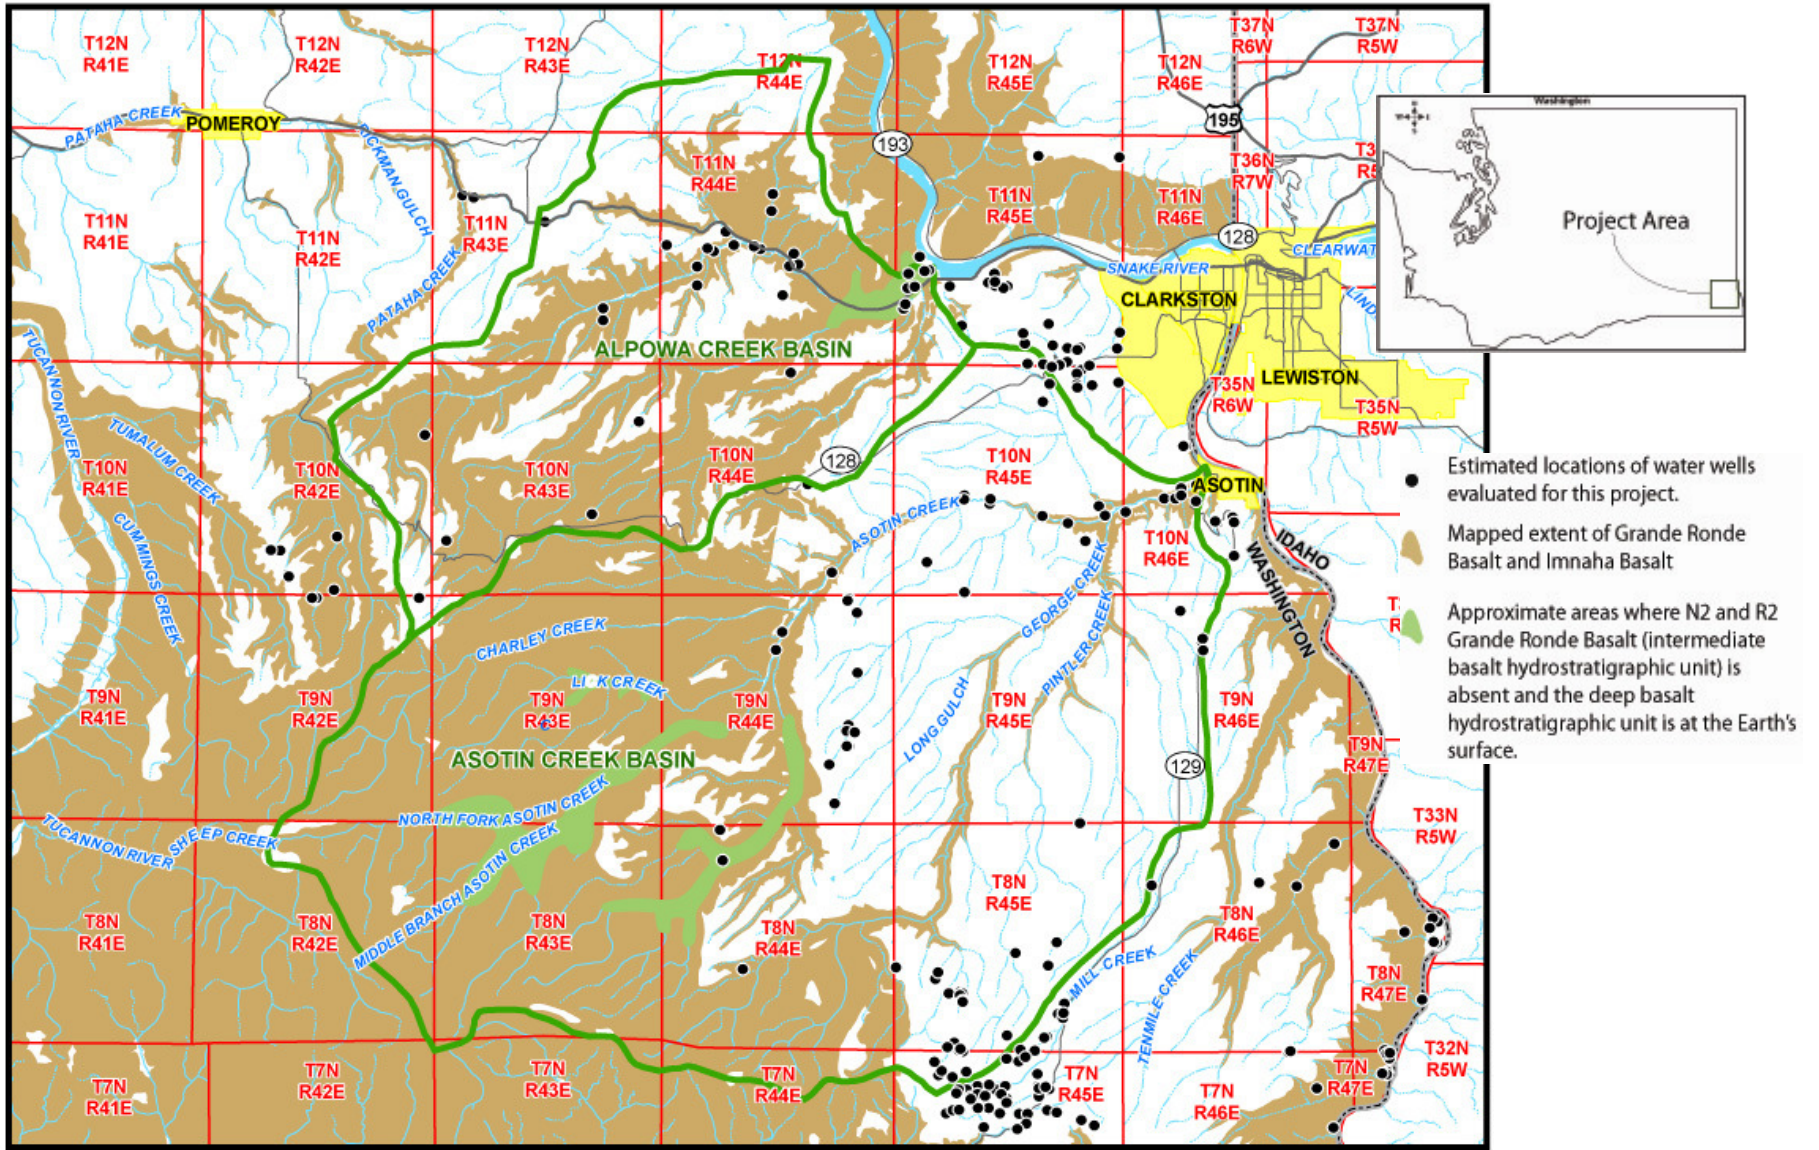 T12N
R41E
T12N
R42E
T12N
R43E
T12N
R44E
T12N
R45E
T12N
R46E
T37N
R6W
T37N
R5W
PATAHA CREEK
POMEROY
RICKMAN GULCH
193
195
T11N
R41E
T11N
R42E
T11N
R43E
T11N
R44E
T11N
R45E
T11N
R46E
T36N
R7W
128
PATAHA CREEK
SNAKE RIVER
CLARKSTON
LEWISTON
ALPOWA CREEK BASIN
TUCANNON RIVER
TUMALUM CREEK
CUMMINGS CREEK
T10N
R41E
T10N
R42E
T10N
R43E
T10N
R44E
128
T10N
R45E
T35N
R6W
T35N
R5W
ASOTIN
ASOTIN CREEK
T10N
R46E
IDAHO
WASHINGTON
GEORGE CREEK
PINTLER CREEK
CHARLEY CREEK
LONG GULCH
T9N
R41E
T9N
R42E
T9N
R43E
T9N
R44E
T9N
R45E
T9N
R46E
T9N
R47E
129
ASOTIN CREEK BASIN
NORTH FORK ASOTIN CREEK
MIDDLE BRANCH ASOTIN CREEK
TUCANNON RIVER
SHEEP CREEK
T33N
R5W
T8N
R41E
T8N
R42E
T8N
R43E
T8N
R44E
T8N
R45E
T8N
R46E
T8N
R47E
MILL CREEK
TENMILE CREEK
T7N
R41E
T7N
R42E
T7N
R43E
T7N
R44E
T7N
R45E
T7N
R46E
T7N
R47E
T32N
R5W
Washington
Project Area
Estimated locations of water wells
evaluated for this project.
Mapped extent of Grande Ronde
Basalt and Imnaha Basalt
Approximate areas where N2 and R2
Grande Ronde Basalt (intermediate
basalt hydrostratigraphic unit) is
absent and the deep basalt
hydrostratigraphic unit is at the Earth's
surface.